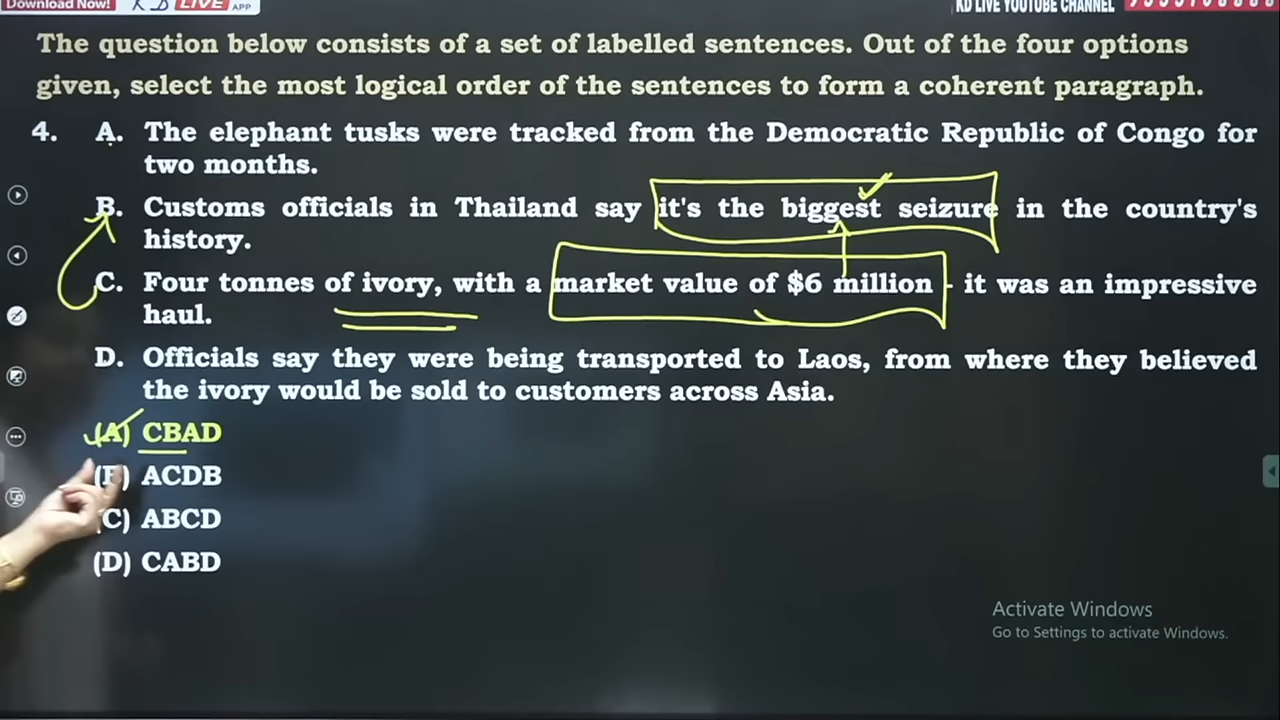 Download Now! KD LIVE APP
KD LIVE YOUTUBE CHANNEL
The question below consists of a set of labelled sentences. Out of the four options
given, select the most logical order of the sentences to form a coherent paragraph.
4. A. The elephant tusks were tracked from the Democratic Republic of Congo for
two months.
B. Customs officials in Thailand say it's the biggest seizure in the country's
history.
C. Four tonnes of ivory, with a market value of $6 million - it was an impressive
haul.
D. Officials say they were being transported to Laos, from where they believed
the ivory would be sold to customers across Asia.
(A) CBAD
(B) ACDB
(C) ABCD
(D) CABD
Activate Windows
Go to Settings to activate Windows.